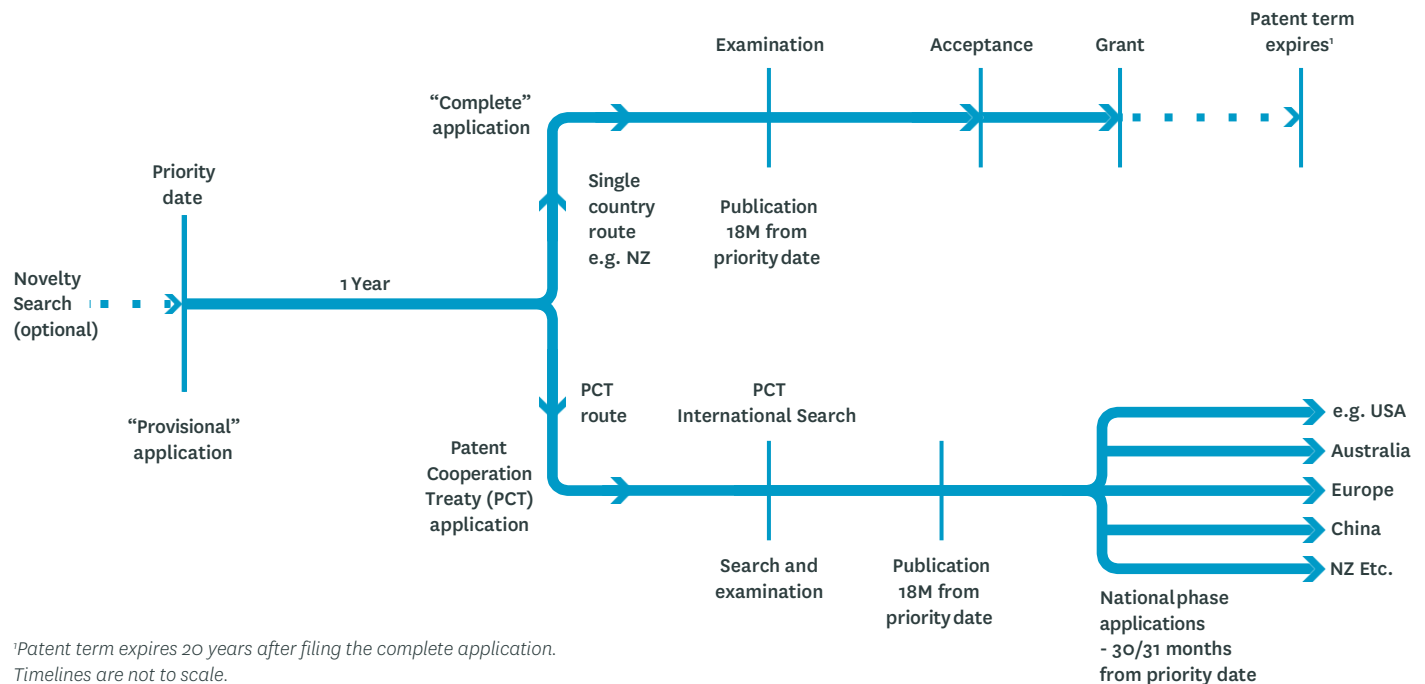 Patent term
expires¹
Examination
Acceptance
Grant
“Complete”
application
Priority
date
Single
country
route
e.g. NZ
Publication
18M from
priority date
Novelty
Search
(optional)
1 Year
“Provisional”
application
PCT
route
PCT
International Search
Patent
Cooperation
Treaty (PCT)
application
Search and
examination
Publication
18M from
priority date
e.g. USA
Australia
Europe
China
NZ Etc.
National phase
applications
- 30/31 months
from priority date
¹Patent term expires 20 years after filing the complete application.
Timelines are not to scale.